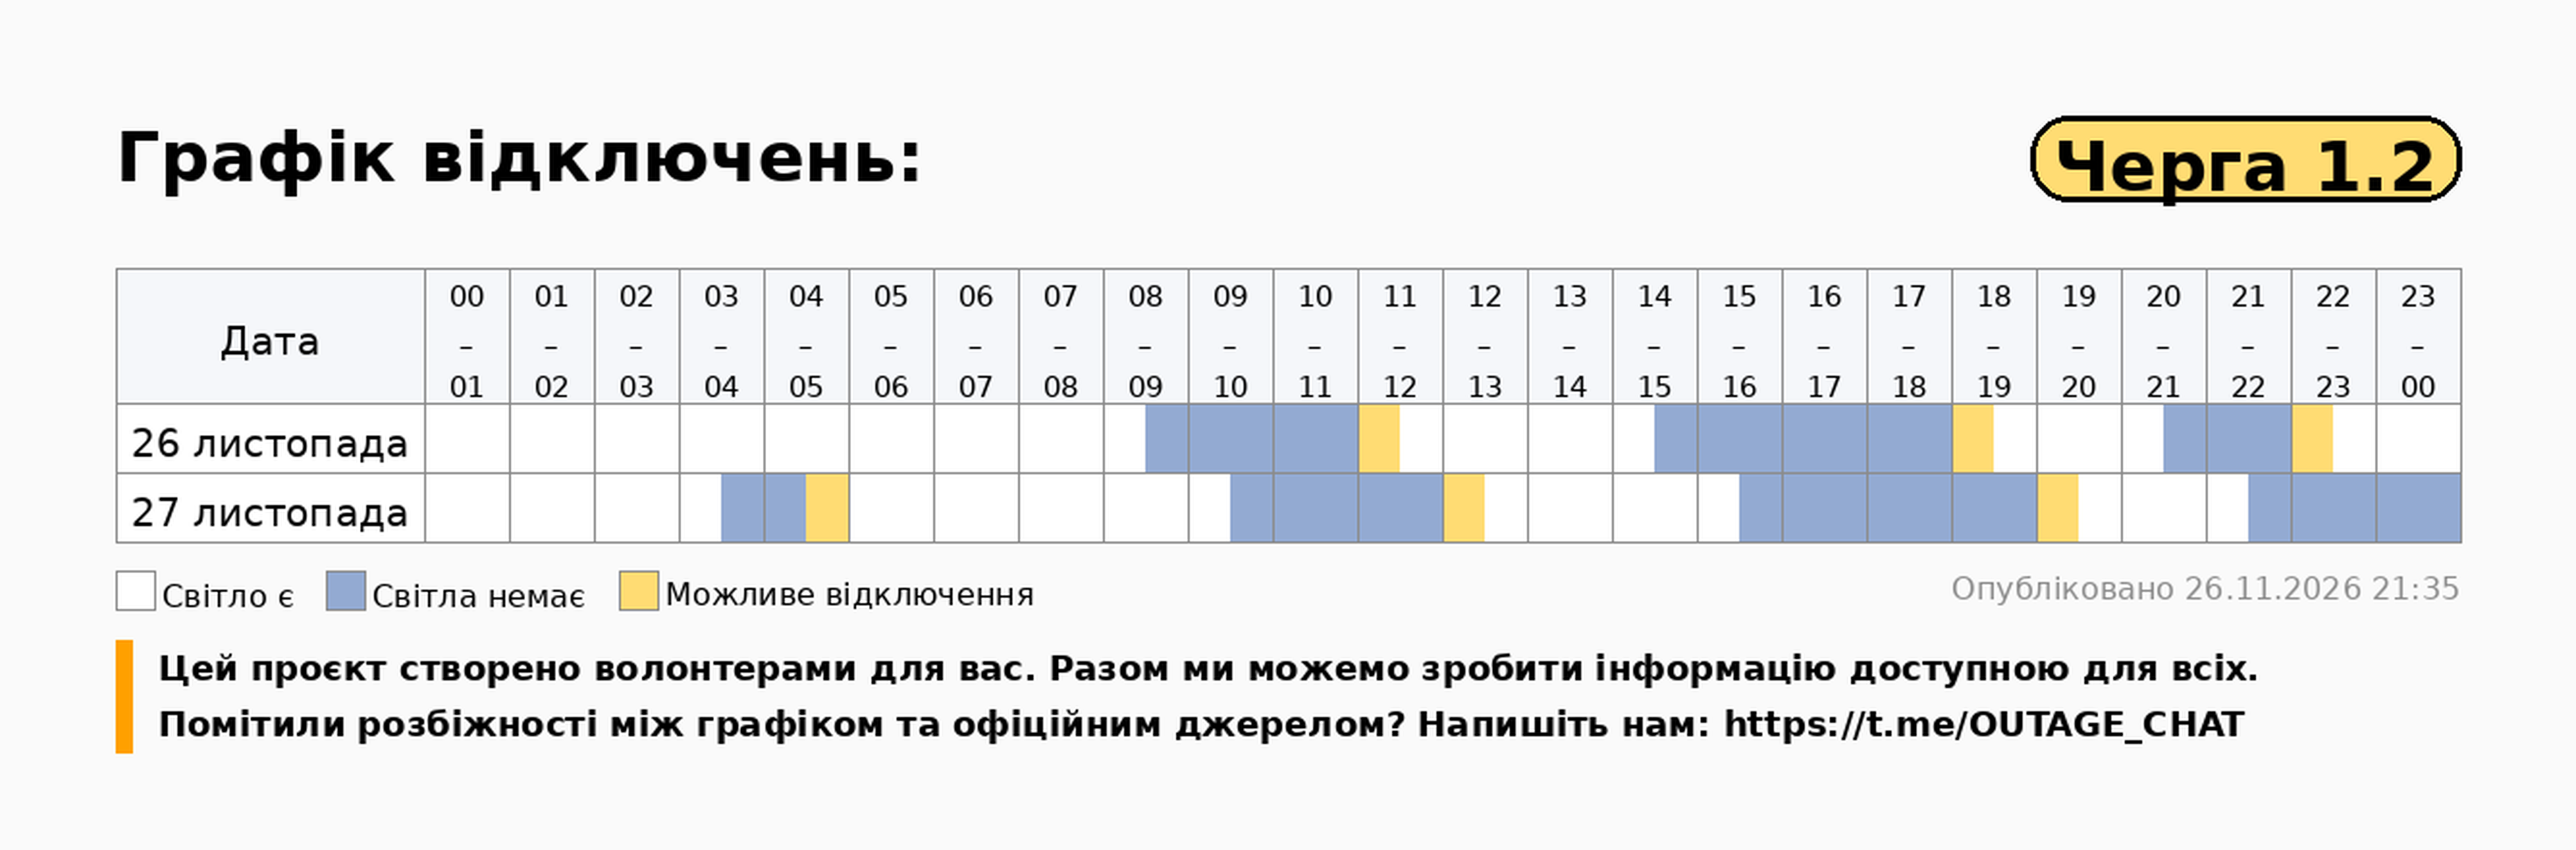 Графік відключень:
Черга 1.2
Дата 00 – 01 01 – 02 02 – 03 03 – 04 04 – 05 05 – 06 06 – 07 07 – 08 08 – 09 09 – 10 10 – 11 11 – 12 12 – 13 13 – 14 14 – 15 15 – 16 16 – 17 17 – 18 18 – 19 19 – 20 20 – 21 21 – 22 22 – 23 23 – 00
26 листопада
27 листопада
Світло є Світла немає Можливе відключення
Опубліковано 26.11.2026 21:35
Цей проєкт створено волонтерами для вас. Разом ми можемо зробити інформацію доступною для всіх.
Помітили розбіжності між графіком та офіційним джерелом? Напишіть нам: https://t.me/OUTAGE_CHAT